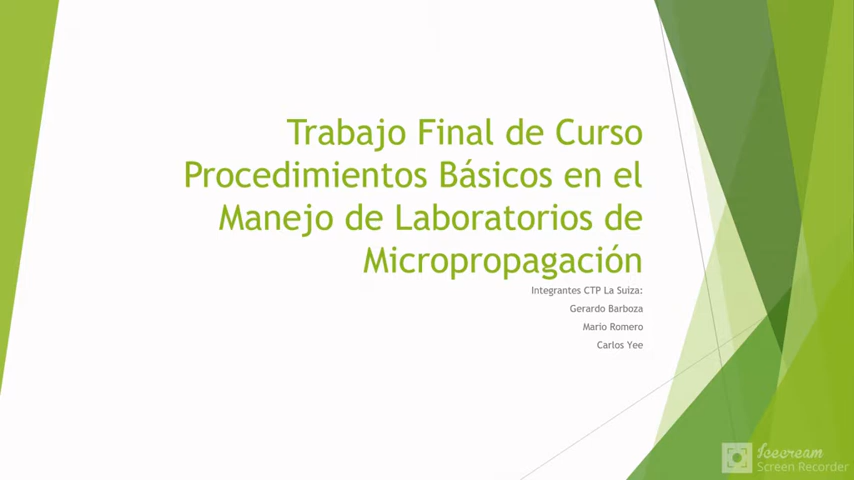 Trabajo Final de Curso
Procedimientos Básicos en el
Manejo de Laboratorios de
Micropropagación
Integrantes CTP La Suiza:
Gerardo Barboza
Mario Romero
Carlos Yee
Icecream
Screen Recorder